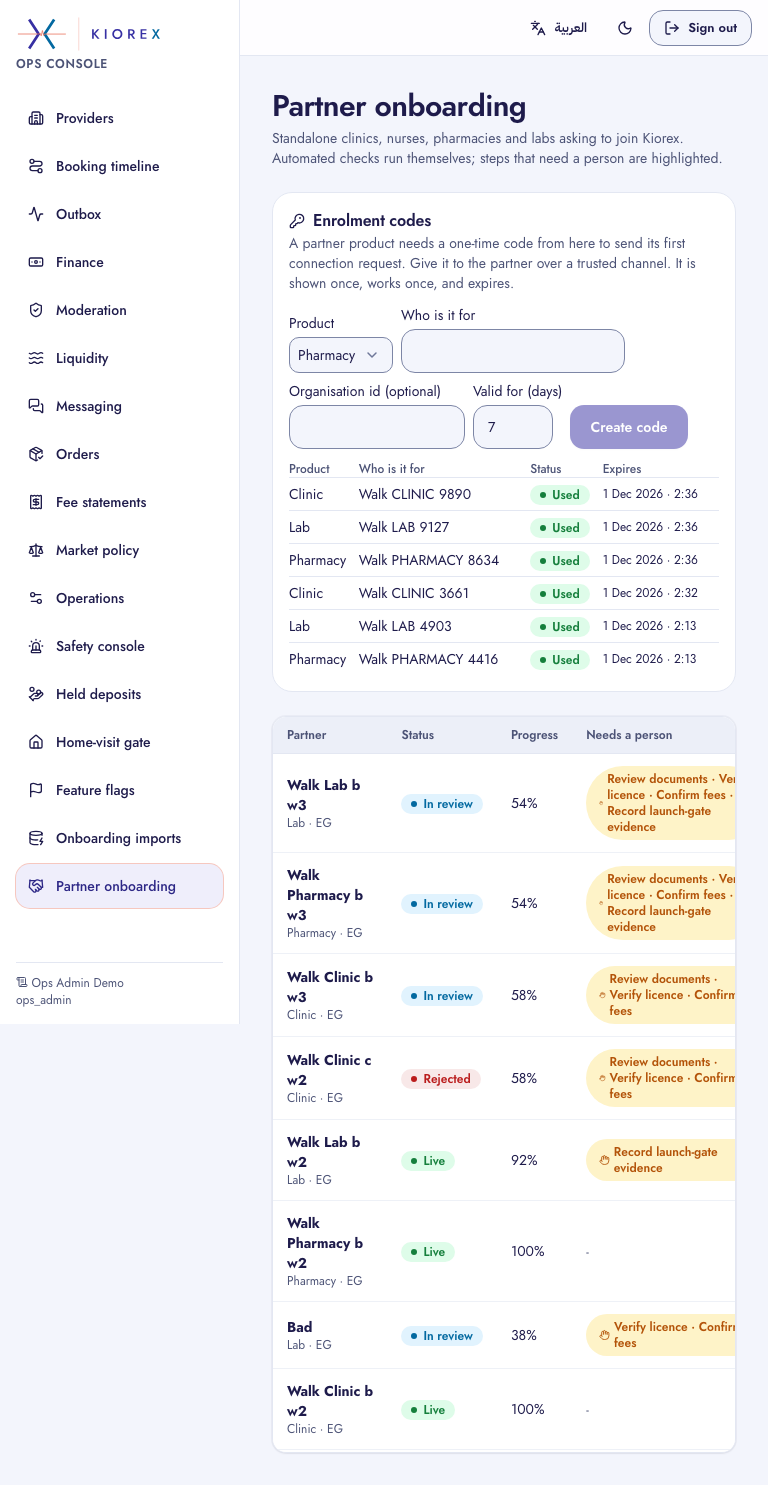 KIOREX
OPS CONSOLE
العربية
Sign out
Providers
Booking timeline
Outbox
Finance
Moderation
Liquidity
Messaging
Orders
Fee statements
Market policy
Operations
Safety console
Held deposits
Home-visit gate
Feature flags
Onboarding imports
Partner onboarding
Ops Admin Demo
ops_admin
Partner onboarding
Standalone clinics, nurses, pharmacies and labs asking to join Kiorex.
Automated checks run themselves; steps that need a person are highlighted.
Enrolment codes
A partner product needs a one-time code from here to send its first
connection request. Give it to the partner over a trusted channel. It is
shown once, works once, and expires.
Product
Who is it for
Pharmacy
Organisation id (optional)
Valid for (days)
7
Create code
Product Who is it for Status Expires
Clinic Walk CLINIC 9890 Used 1 Dec 2026 · 2:36
Lab Walk LAB 9127 Used 1 Dec 2026 · 2:36
Pharmacy Walk PHARMACY 8634 Used 1 Dec 2026 · 2:36
Clinic Walk CLINIC 3661 Used 1 Dec 2026 · 2:32
Lab Walk LAB 4903 Used 1 Dec 2026 · 2:13
Pharmacy Walk PHARMACY 4416 Used 1 Dec 2026 · 2:13
Partner Status Progress Needs a person
Walk Lab b
w3
Lab · EG
In review
54%
Review documents · Ver
licence · Confirm fees ·
Record launch-gate
evidence
Walk
Pharmacy b
w3
Pharmacy · EG
In review
54%
Review documents · Ver
licence · Confirm fees ·
Record launch-gate
evidence
Walk Clinic b
w3
Clinic · EG
In review
58%
Review documents ·
Verify licence · Confirm
fees
Walk Clinic c
w2
Clinic · EG
Rejected
58%
Review documents ·
Verify licence · Confirm
fees
Walk Lab b
w2
Lab · EG
Live
92%
Record launch-gate
evidence
Walk
Pharmacy b
w2
Pharmacy · EG
Live
100%
-
Bad
Lab · EG
In review
38%
Verify licence · Confirm
fees
Walk Clinic b
w2
Clinic · EG
Live
100%
-